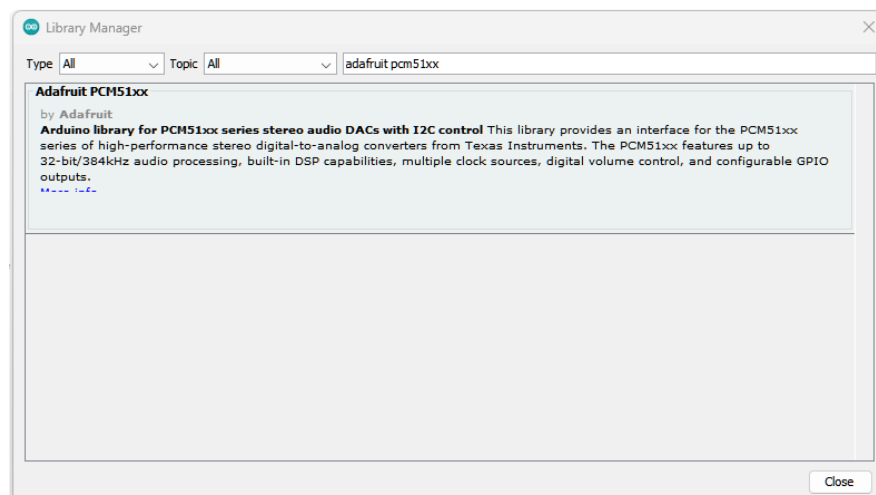 Library Manager
Type All Topic All adafruit pcm51xx
Adafruit PCM51xx
by Adafruit
Arduino library for PCM51xx series stereo audio DACs with I2C control This library provides an interface for the PCM51xx
series of high-performance stereo digital-to-analog converters from Texas Instruments. The PCM51xx features up to
32-bit/384kHz audio processing, built-in DSP capabilities, multiple clock sources, digital volume control, and configurable GPIO
outputs.
More info
Close